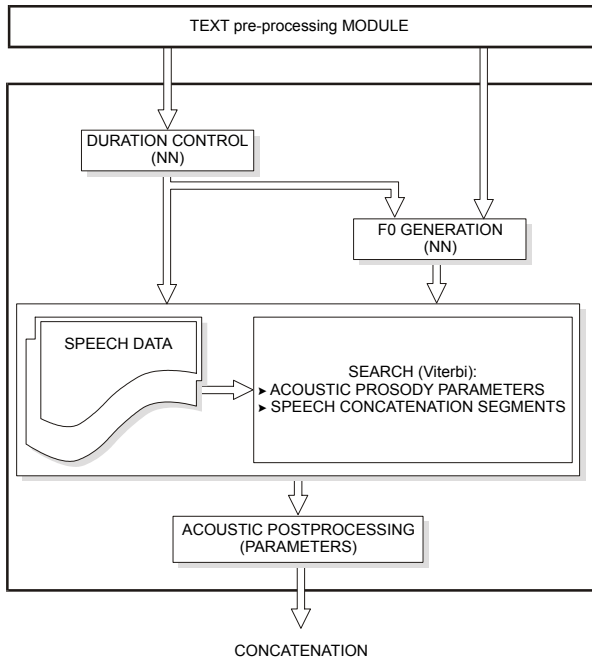 TEXT pre-processing MODULE
DURATION CONTROL
(NN)
F0 GENERATION
(NN)
SPEECH DATA
SEARCH (Viterbi):
➤ ACOUSTIC PROSODY PARAMETERS
➤ SPEECH CONCATENATION SEGMENTS
ACOUSTIC POSTPROCESSING
(PARAMETERS)
CONCATENATION